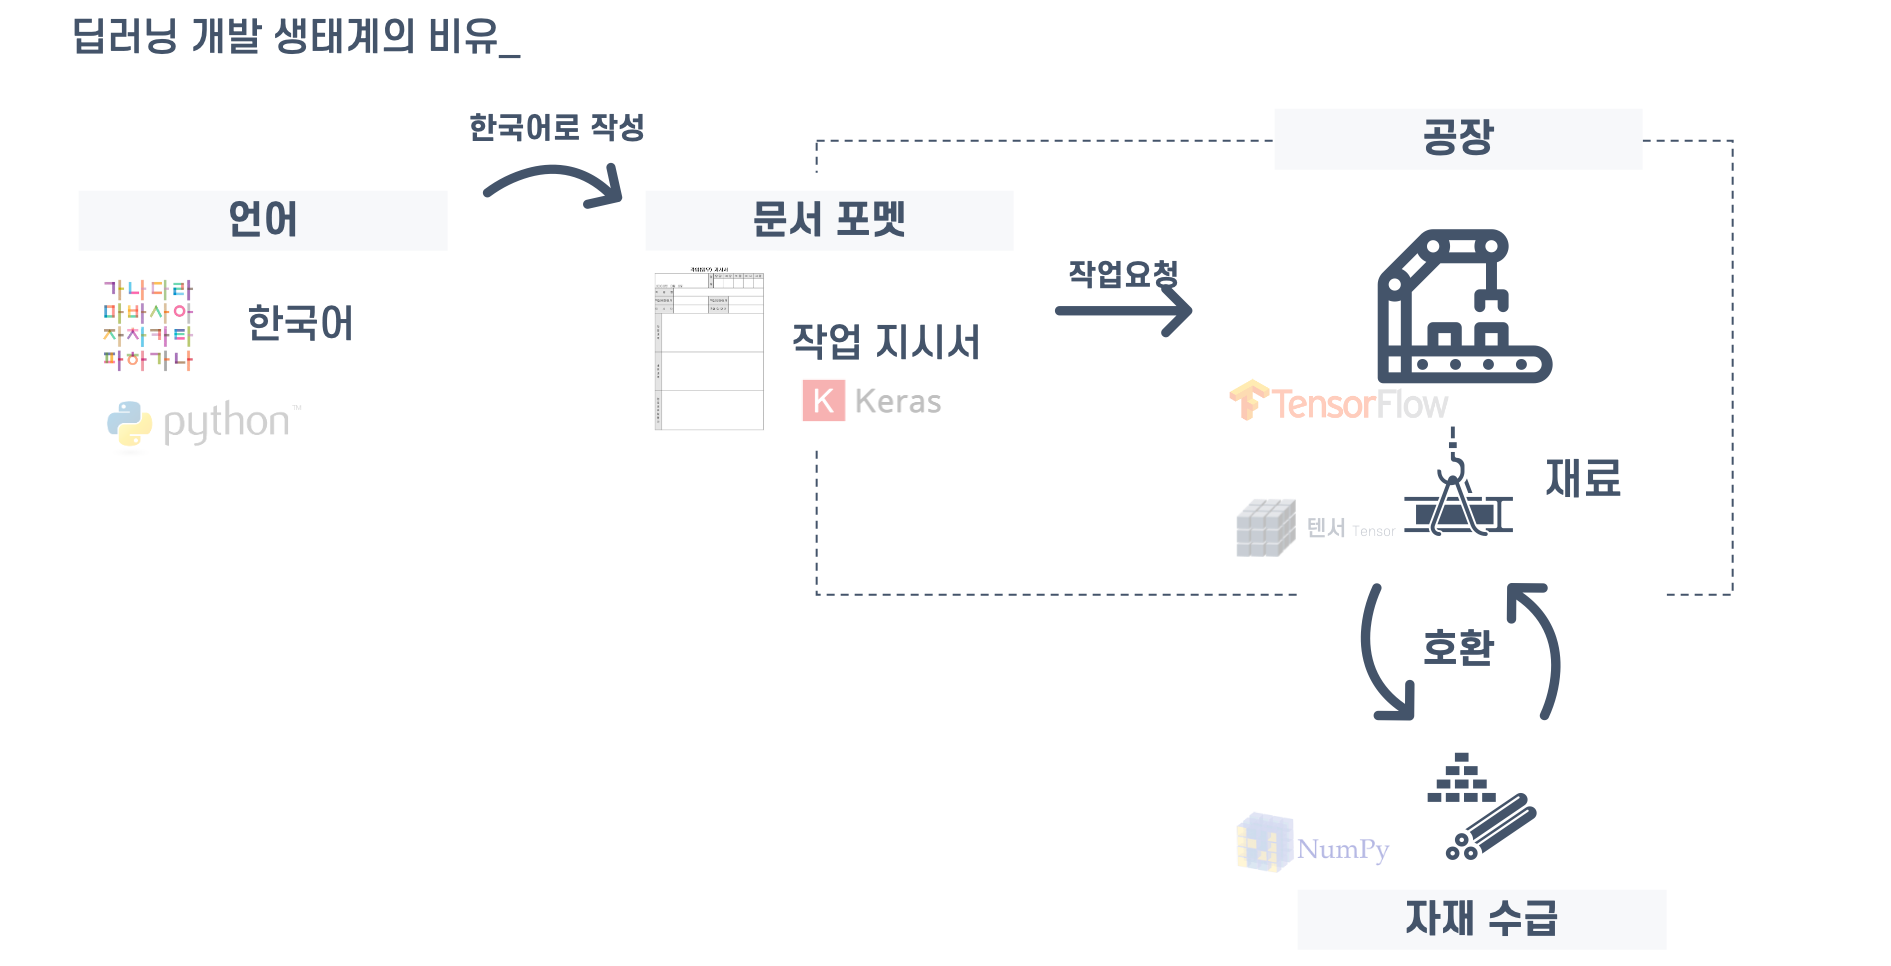 딥러닝 개발 생태계의 비유_
한국어로 작성
공장
언어
문서 포멧
작업요청
가나다라
마바사아
자차카타
파하가나
한국어
작업 지시서
K Keras
python™
TensorFlow
재료
텐서 Tensor
호환
NumPy
자재 수급